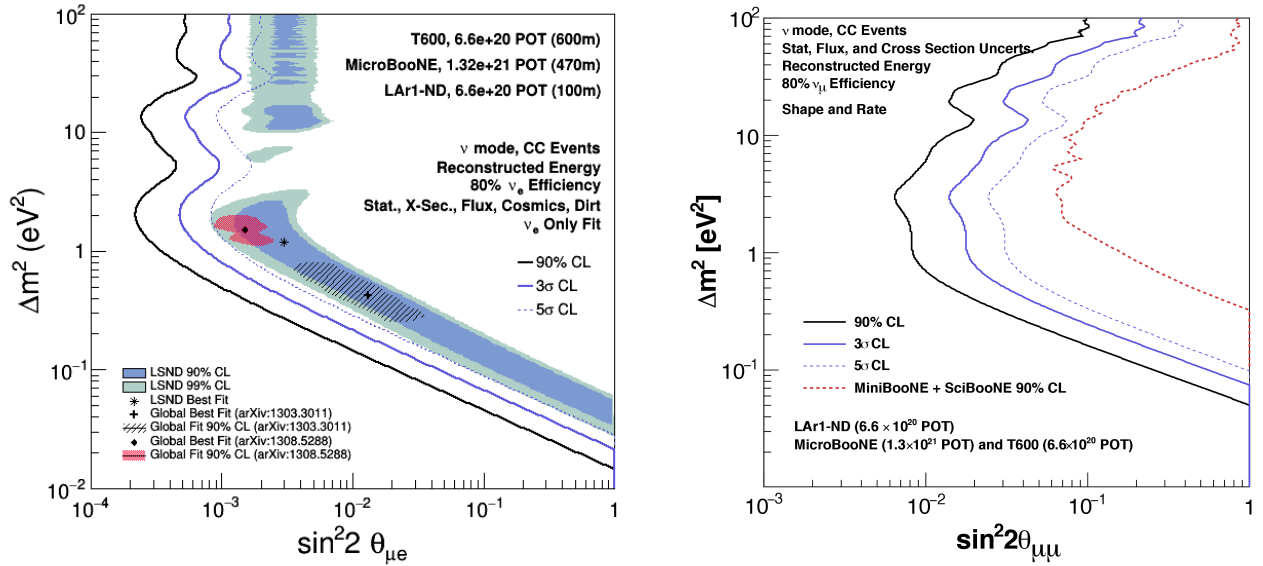 T600, 6.6e+20 POT (600m)
MicroBooNE, 1.32e+21 POT (470m)
LAr1-ND, 6.6e+20 POT (100m)
ν mode, CC Events
Reconstructed Energy
80% νe Efficiency
Stat., X-Sec., Flux, Cosmics, Dirt
νe Only Fit
90% CL
3σ CL
5σ CL
LSND 90% CL
LSND 99% CL
LSND Best Fit
Global Best Fit (arXiv:1303.3011)
Global Fit 90% CL (arXiv:1303.3011)
Global Best Fit (arXiv:1308.5288)
Global Fit 90% CL (arXiv:1308.5288)
10²
10
1
10⁻¹
10⁻²
Δm² (eV²)
10⁻⁴ 10⁻³ 10⁻² 10⁻¹ 1
sin²2 θμe
ν mode, CC Events
Stat, Flux, and Cross Section Uncerts.
Reconstructed Energy
80% νμ Efficiency
Shape and Rate
90% CL
3σ CL
5σ CL
MiniBooNE + SciBooNE 90% CL
LAr1-ND (6.6 × 10²⁰ POT)
MicroBooNE (1.3×10²¹ POT) and T600 (6.6×10²⁰ POT)
10²
10
1
10⁻¹
Δm² [eV²]
10⁻³ 10⁻² 10⁻¹ 1
sin²2θμμ